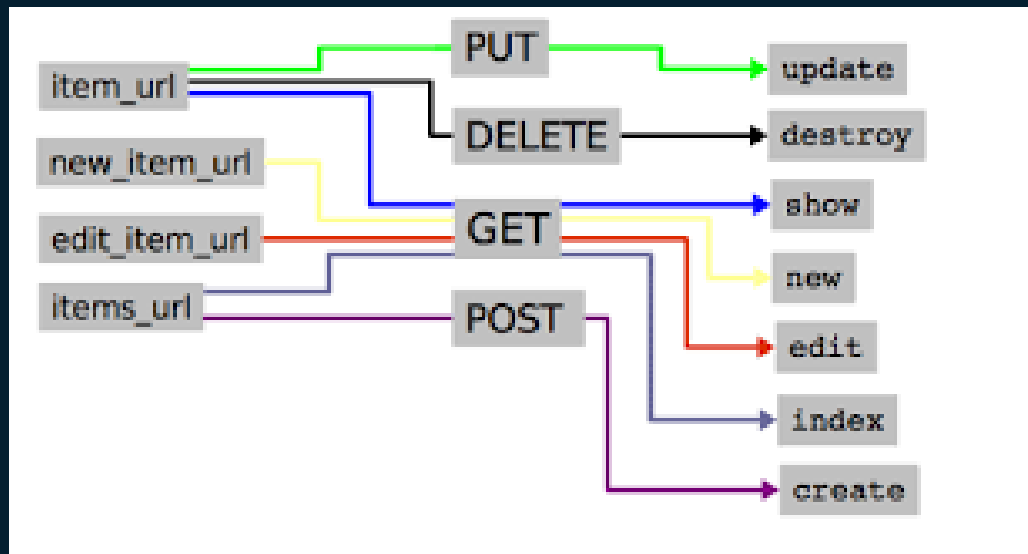 item_url
new_item_url
edit_item_url
items_url
PUT
DELETE
GET
POST
update
destroy
show
new
edit
index
create